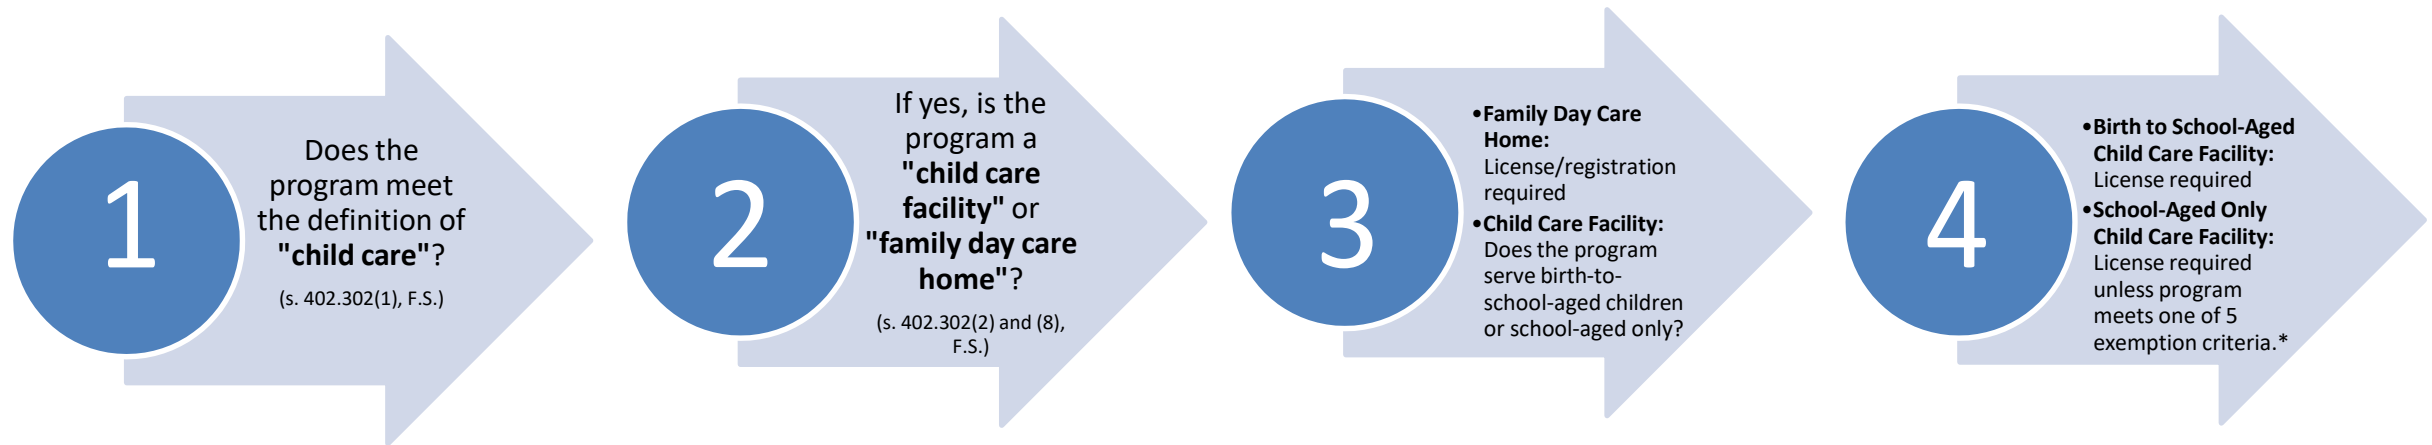 1
Does the
program meet
the definition of
"child care"?
(s. 402.302(1), F.S.)
2
If yes, is the
program a
"child care
facility" or
"family day care
home"?
(s. 402.302(2) and (8),
F.S.)
3
•Family Day Care
Home:
License/registration
required
•Child Care Facility:
Does the program
serve birth-to-
school-aged children
or school-aged only?
4
•Birth to School-Aged
Child Care Facility:
License required
•School-Aged Only
Child Care Facility:
License required
unless program
meets one of 5
exemption criteria.*